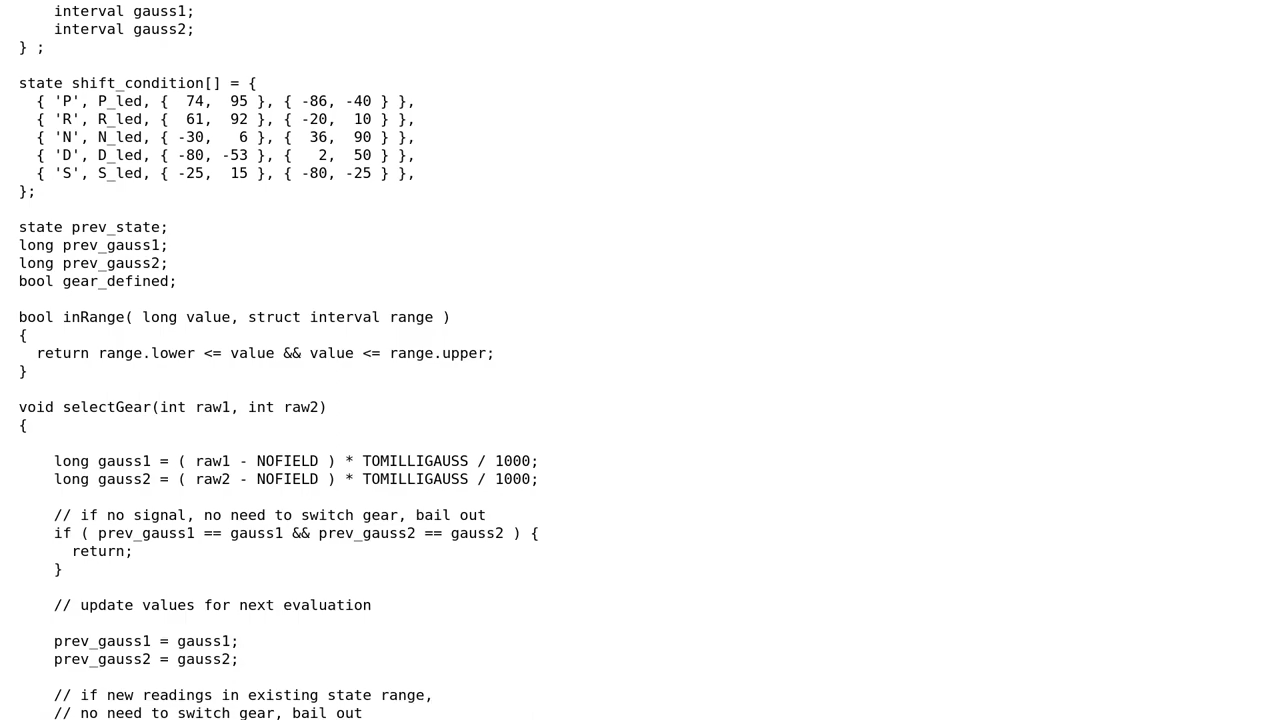 interval gauss1;
    interval gauss2;
} ;

state shift_condition[] = {
  { 'P', P_led, {  74,  95 }, { -86, -40 } },
  { 'R', R_led, {  61,  92 }, { -20,  10 } },
  { 'N', N_led, { -30,   6 }, {  36,  90 } },
  { 'D', D_led, { -80, -53 }, {   2,  50 } },
  { 'S', S_led, { -25,  15 }, { -80, -25 } },
};

state prev_state;
long prev_gauss1;
long prev_gauss2;
bool gear_defined;

bool inRange( long value, struct interval range )
{
  return range.lower <= value && value <= range.upper;
}

void selectGear(int raw1, int raw2)
{

    long gauss1 = ( raw1 - NOFIELD ) * TOMILLIGAUSS / 1000;
    long gauss2 = ( raw2 - NOFIELD ) * TOMILLIGAUSS / 1000;

    // if no signal, no need to switch gear, bail out
    if ( prev_gauss1 == gauss1 && prev_gauss2 == gauss2 ) {
      return;
    }

    // update values for next evaluation

    prev_gauss1 = gauss1;
    prev_gauss2 = gauss2;

    // if new readings in existing state range,
    // no need to switch gear, bail out